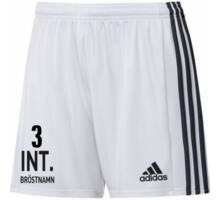 3
INT.
BRÖSTNAMN
adidas